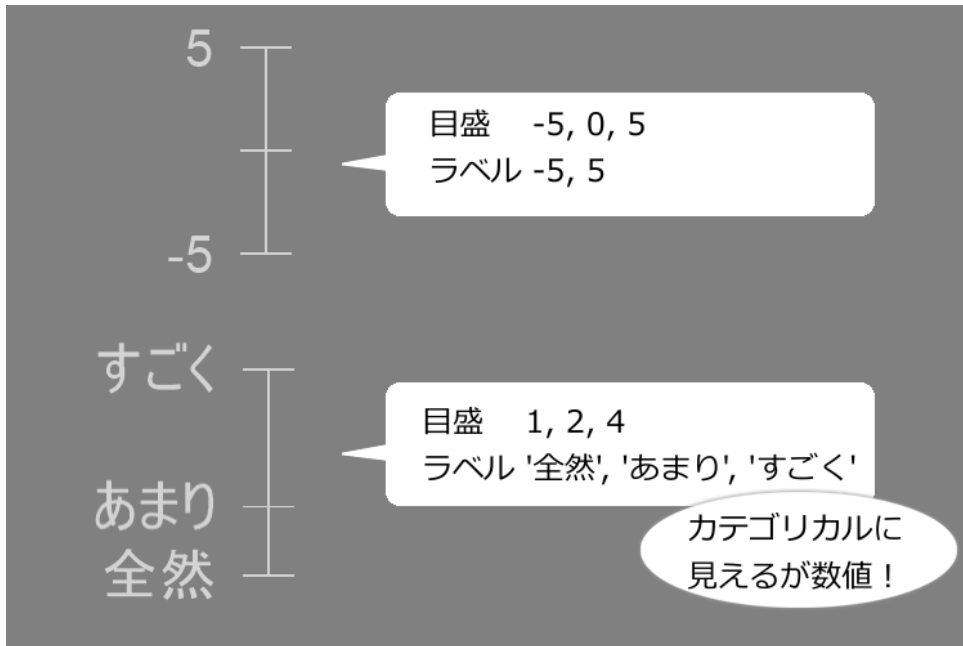 5
-5
目盛 -5, 0, 5
ラベル -5, 5
すごく
あまり
全然
目盛 1, 2, 4
ラベル '全然', 'あまり', 'すごく'
カテゴリカルに
見えるが数値！